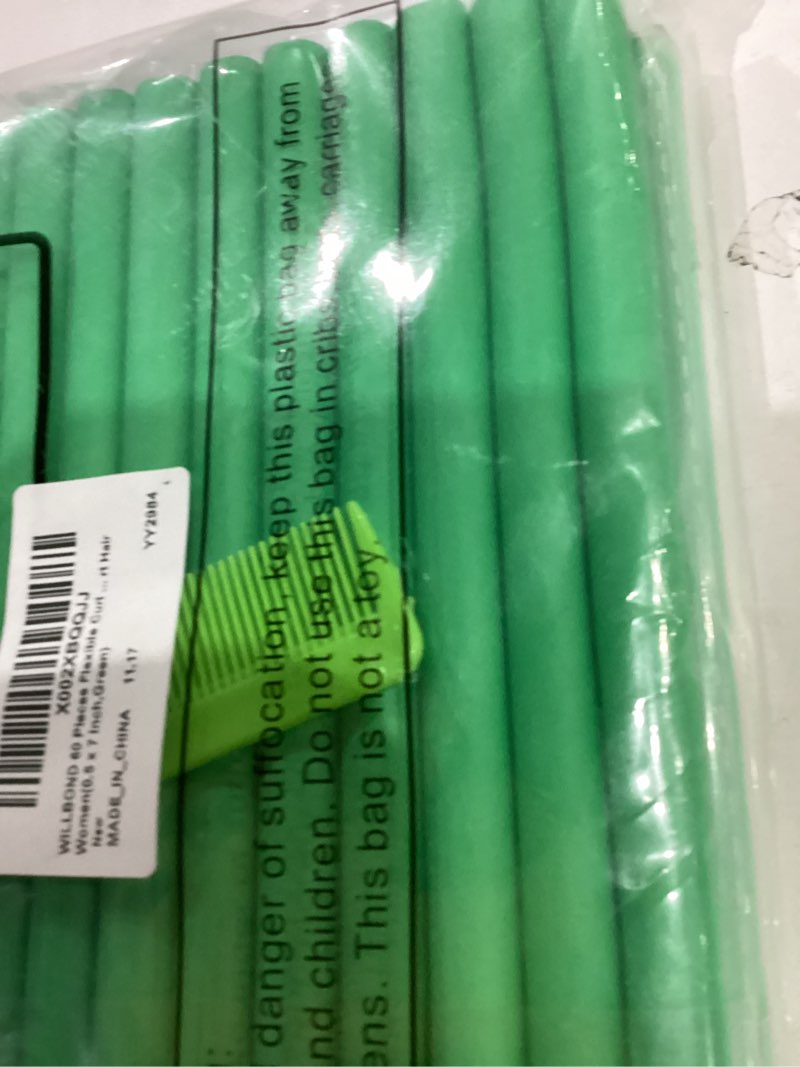 X002XBQQJJ
WILLBOND 60 Pieces Flexible Curl ... rl Hair
Women(0.5 x 7 Inch,Green)
New
MADE_IN_CHINA 11.17
YY2984
:
danger of suffocation, keep this plastic bag away from
nd children. Do not use this bag in cribs carriages
ens. This bag is not a toy.